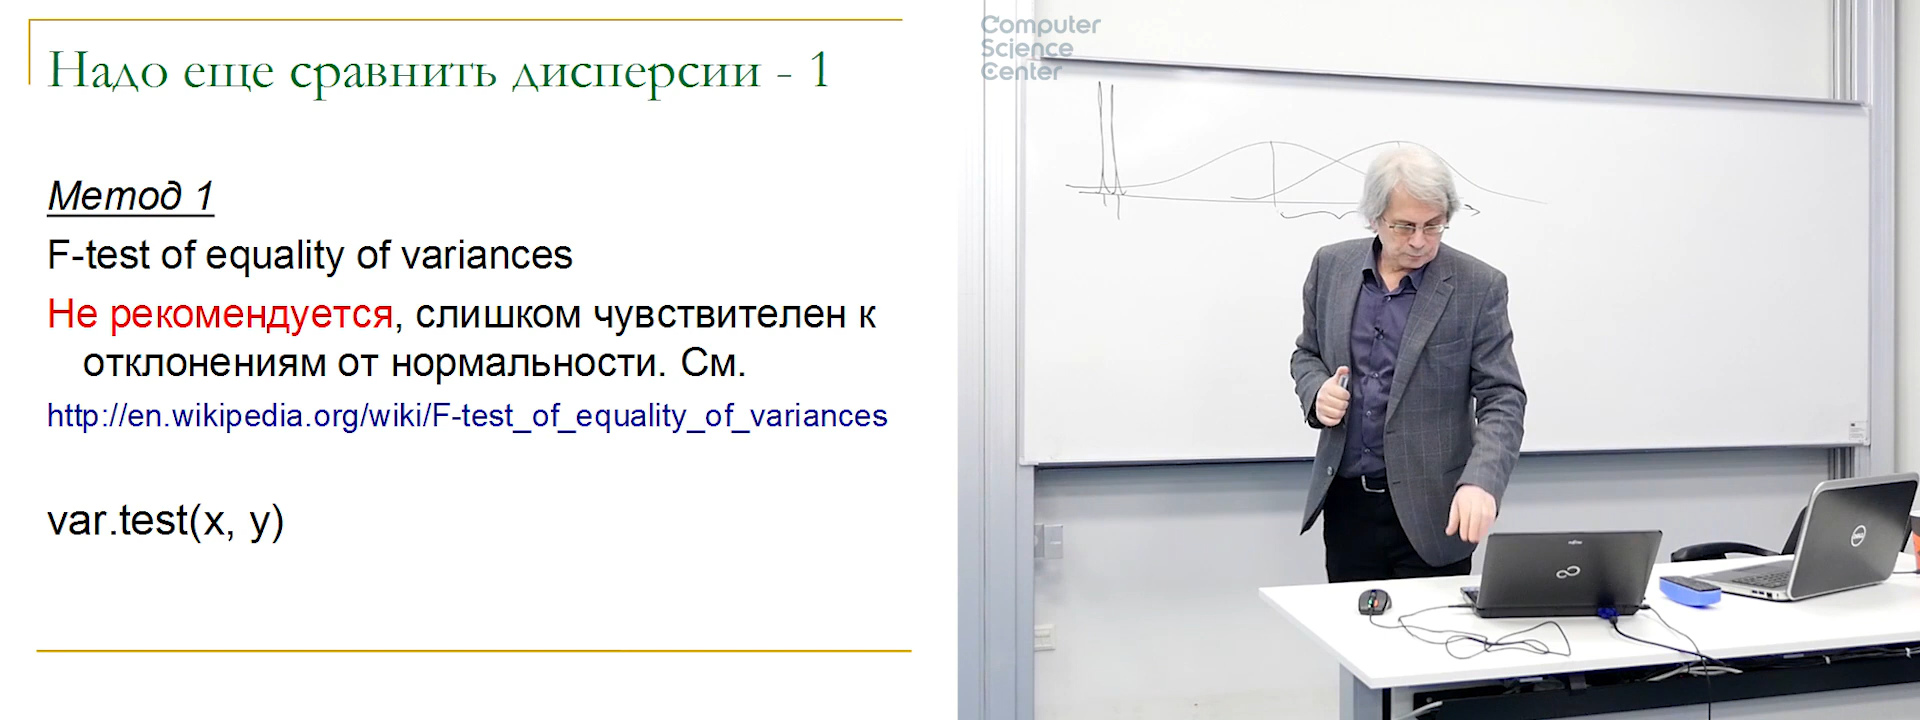 Надо еще сравнить дисперсии - 1
Метод 1
F-test of equality of variances
Не рекомендуется, слишком чувствителен к
отклонениям от нормальности. См.
http://en.wikipedia.org/wiki/F-test_of_equality_of_variances
var.test(x, y)
Computer
Science
Center
DELL